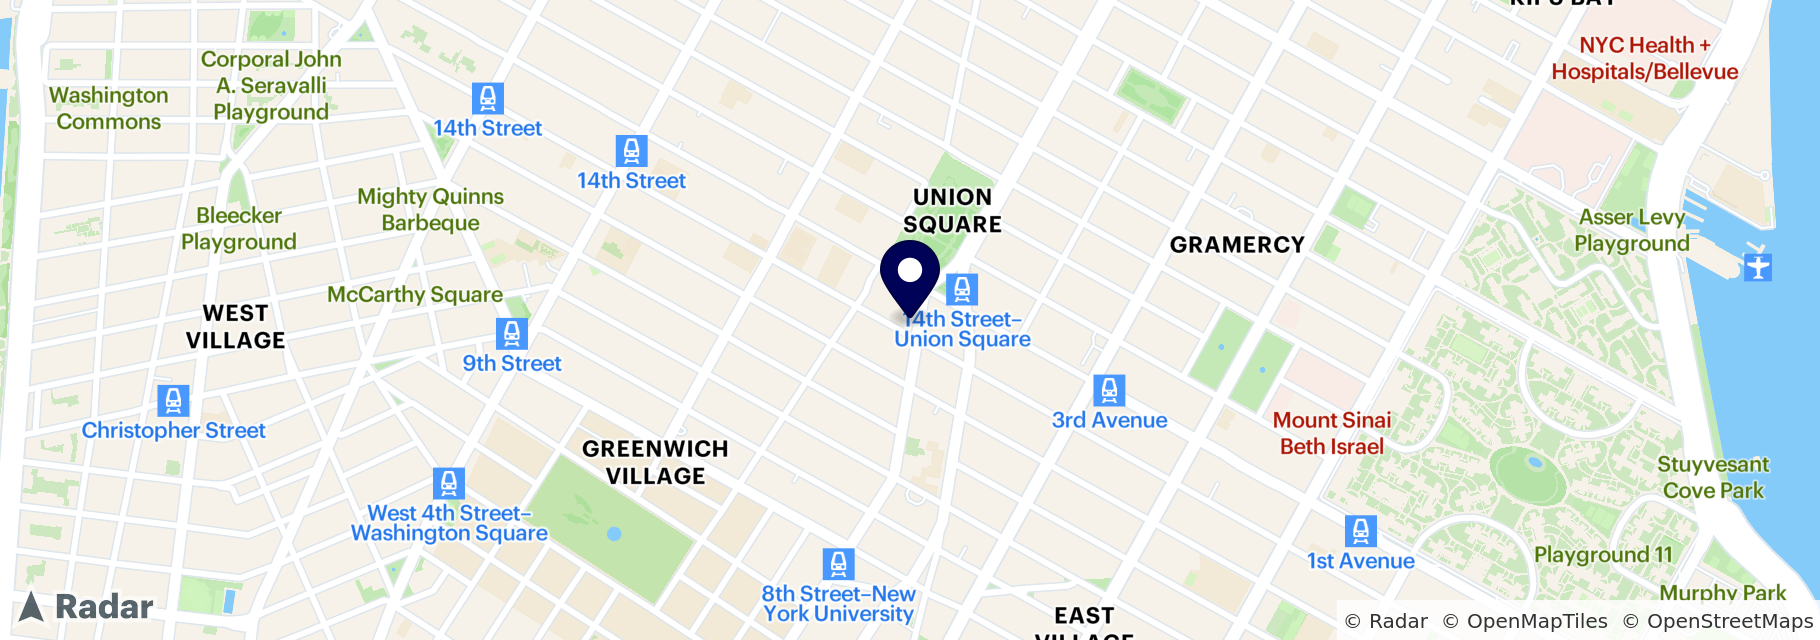 KIPS BAY
NYC Health +
Hospitals/Bellevue
Corporal John
A. Seravalli
Playground
Washington
Commons
14th Street
14th Street
Mighty Quinns
Barbeque
UNION
SQUARE
Bleecker
Playground
Asser Levy
Playground
GRAMERCY
McCarthy Square
WEST
VILLAGE
14th Street–
Union Square
9th Street
3rd Avenue
Christopher Street
Mount Sinai
Beth Israel
GREENWICH
VILLAGE
Stuyvesant
Cove Park
West 4th Street–
Washington Square
1st Avenue
Playground 11
8th Street–New
York University
Murphy Park
EAST
VILLAGE
Radar
© Radar © OpenMapTiles © OpenStreetMaps